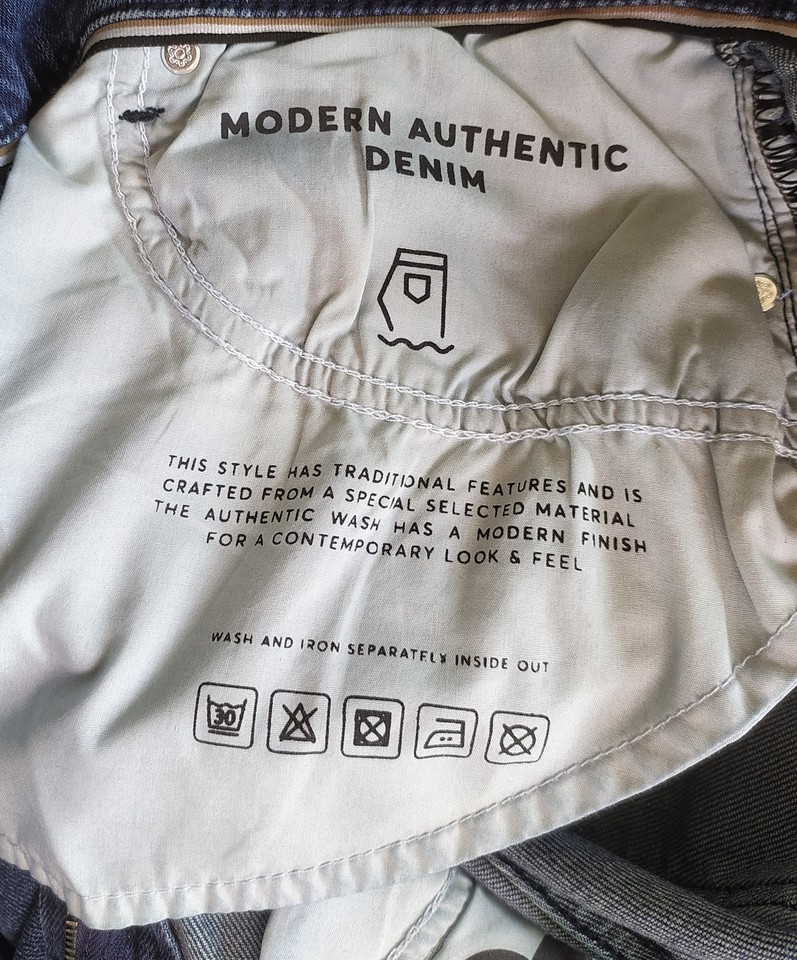 MODERN AUTHENTIC
DENIM
THIS STYLE HAS TRADITIONAL FEATURES AND IS
CRAFTED FROM A SPECIAL SELECTED MATERIAL
THE AUTHENTIC WASH HAS A MODERN FINISH
FOR A CONTEMPORARY LOOK & FEEL
WASH AND IRON SEPARATELY INSIDE OUT
30